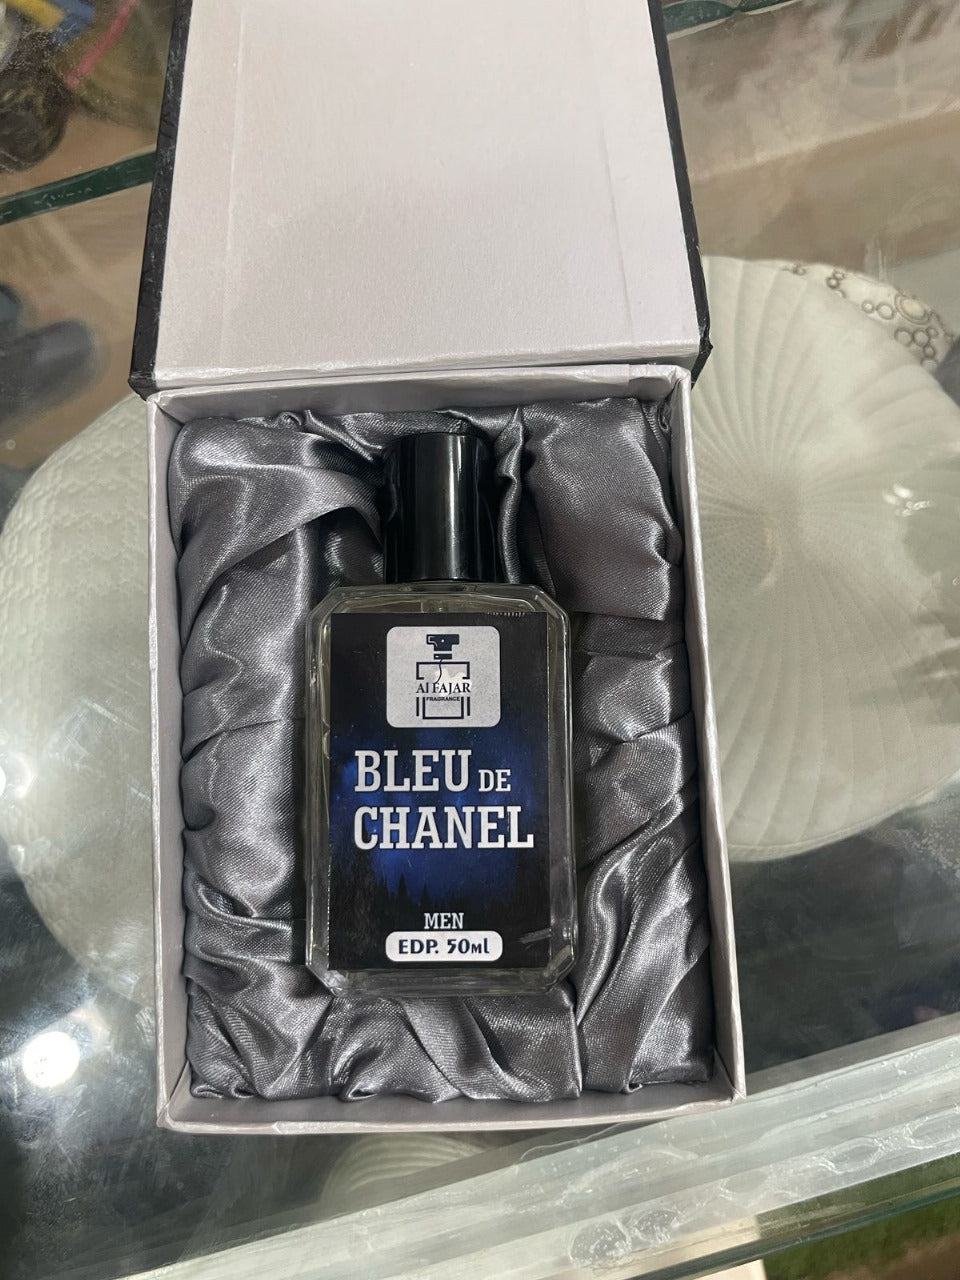 Al FAJAR
FRAGRANCE
BLEU DE
CHANEL
MEN
EDP. 50ml